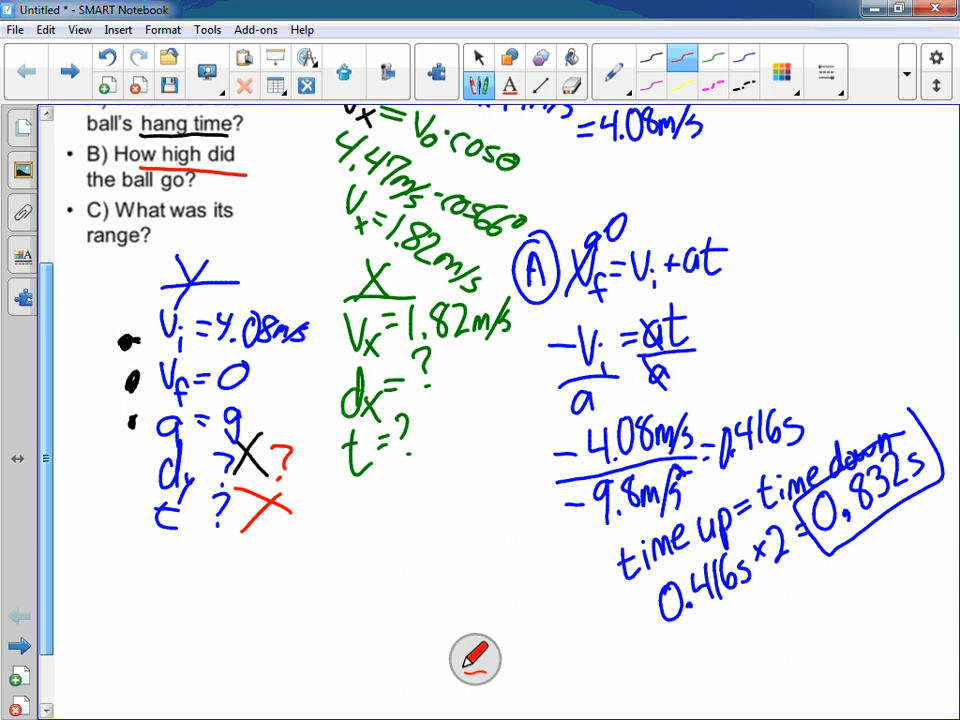 Untitled * - SMART Notebook
File Edit View Insert Format Tools Add-ons Help
ball's hang time?
• B) How high did
the ball go?
• C) What was its
range?
Vx = Vo · cosθ
4.47m/s · cos66°
Vx = 1.82m/s
= 4.08m/s
Y
Vi = 4.08m/s
Vf = 0
a = g
dy ? X ?
t ? X
X
Vx = 1.82m/s
dx = ?
t = ?
A Vf = Vi + at
0
-Vi = at
a a
-4.08m/s = 0.416s
-9.8m/s²
time up = time down
0.416s × 2 = 0.832s